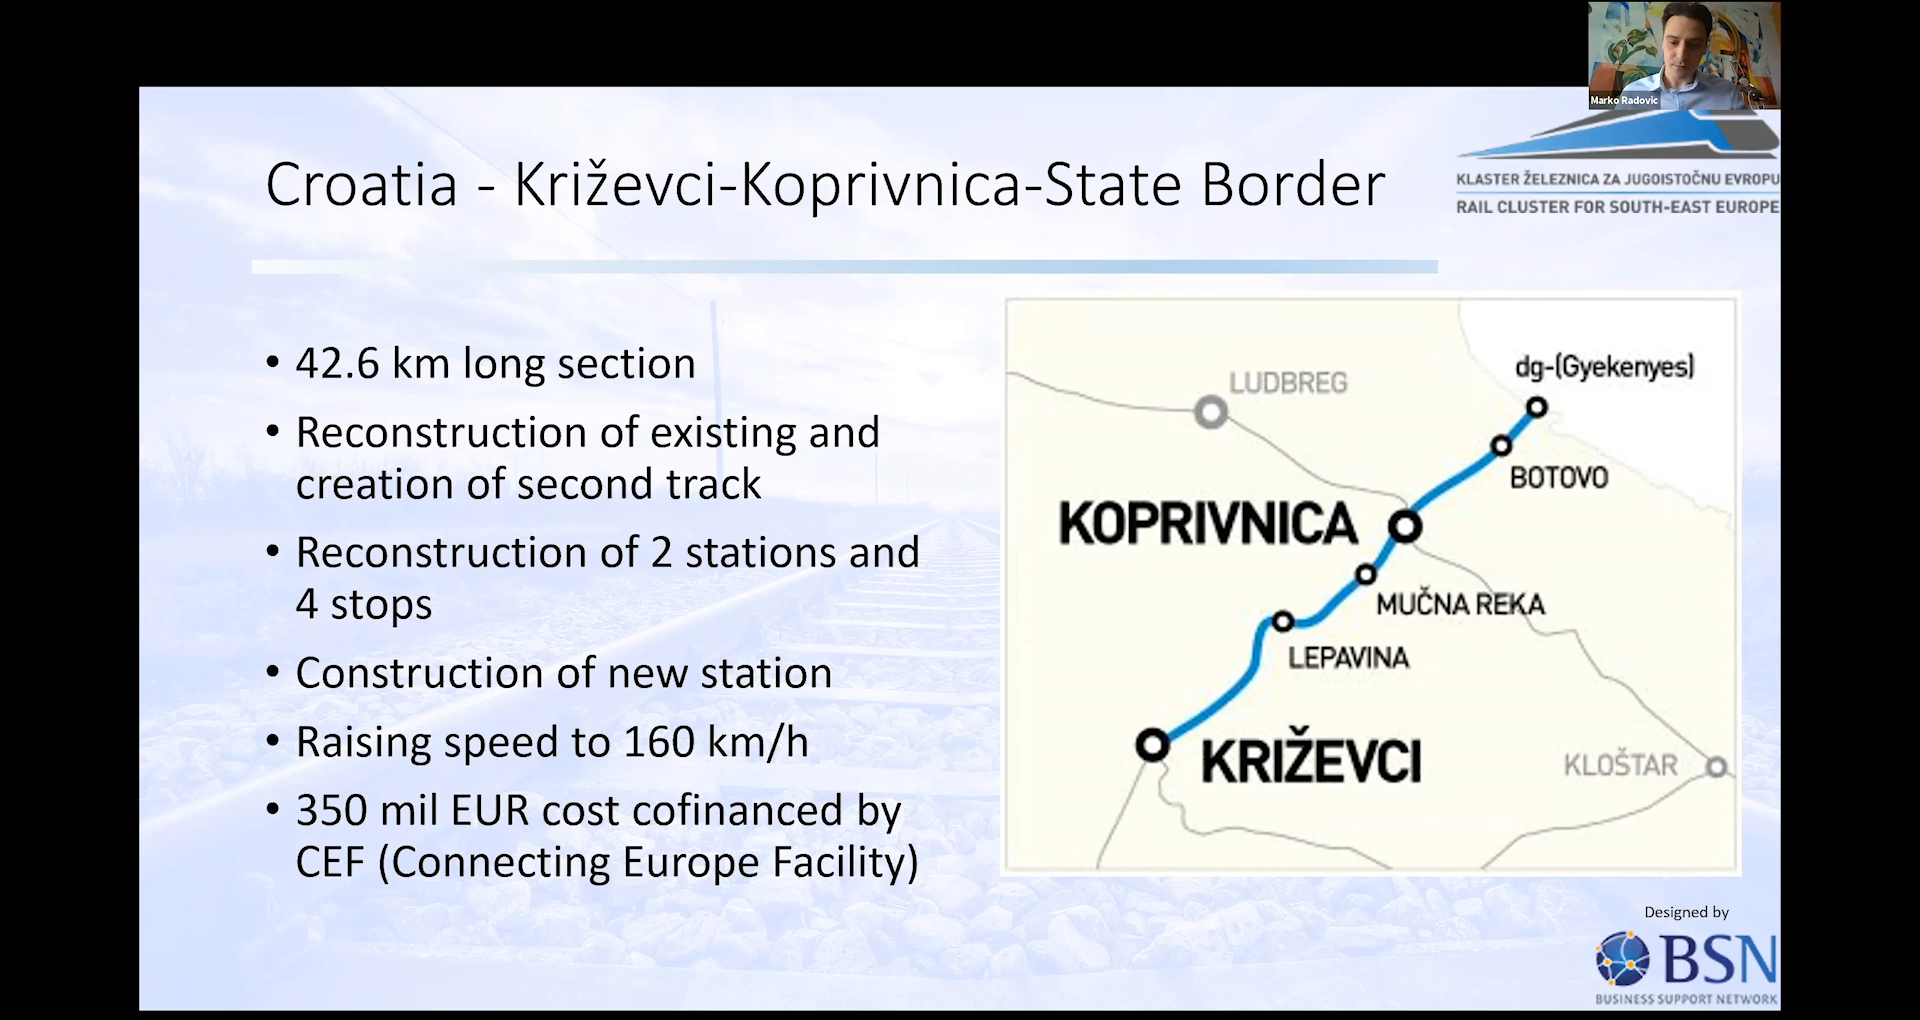 Marko Radovic
KLASTER ŽELEZNICA ZA JUGOISTOČNU EVROPU
RAIL CLUSTER FOR SOUTH-EAST EUROPE
Croatia - Križevci-Koprivnica-State Border
• 42.6 km long section
• Reconstruction of existing and
creation of second track
• Reconstruction of 2 stations and
4 stops
• Construction of new station
• Raising speed to 160 km/h
• 350 mil EUR cost cofinanced by
CEF (Connecting Europe Facility)
dg-(Gyekenyes)
LUDBREG
BOTOVO
KOPRIVNICA
MUČNA REKA
LEPAVINA
KRIŽEVCI
KLOŠTAR
Designed by
BSN
BUSINESS SUPPORT NETWORK